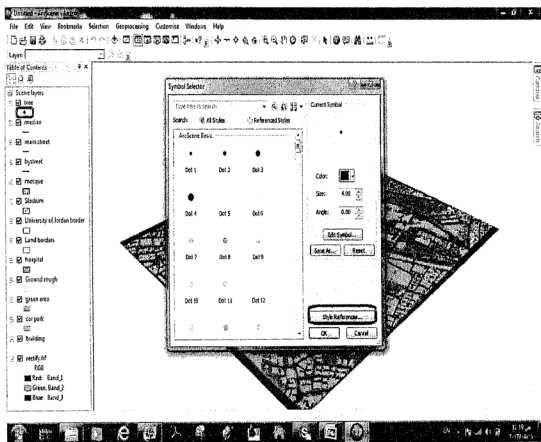 File Edit View Bookmarks Selection Geoprocessing Customize Windows Help
Layer
Table of Contents
Scene layers
tree
median
main street
bystreet
mosque
Stadium
University of Jordan border
Land borders
hospital
Ground rough
green area
car park
building
rectify.tif
RGB
Red: Band_1
Green: Band_2
Blue: Band_3
Symbol Selector
Type here to search
Search: All Styles Referenced Styles
ArcScene Basic
Dot 1 Dot 2 Dot 3
Dot 4 Dot 5 Dot 6
Dot 7 Dot 8 Dot 9
Dot 10 Dot 11 Dot 12
Current Symbol
Color:
Size: 4.00
Angle: 0.00
Edit Symbol...
Save As... Reset
Style References...
OK Cancel
Catalog
Search
EN